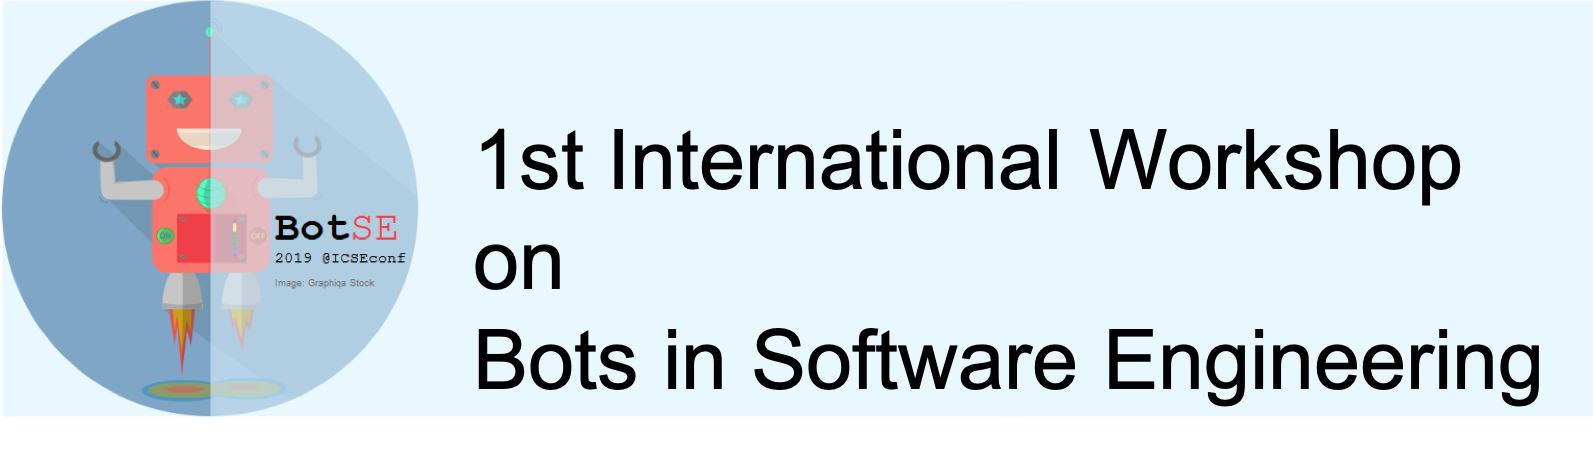 ON
OFF
BotSE
2019 @ICSEconf
Image: Graphiqa Stock
1st International Workshop
on
Bots in Software Engineering